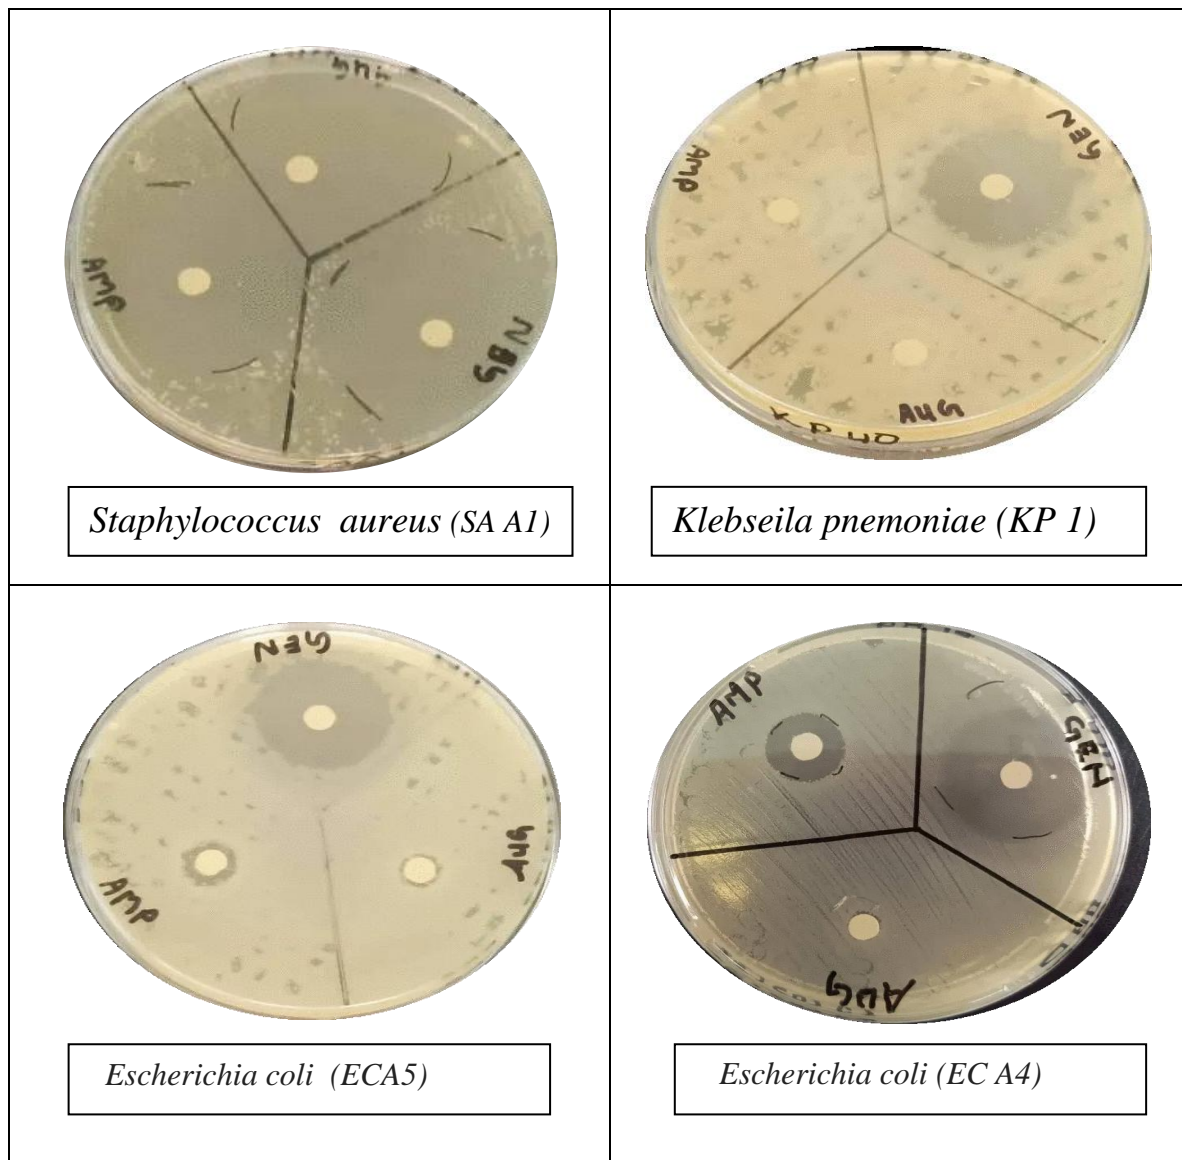 AUG
AMP
GEN
Staphylococcus aureus (SA A1)
AMP
GEN
AUG
Klebseila pnemoniae (KP 1)
GEN
AMP
AUG
Escherichia coli (ECA5)
AMP
GEN
AUG
Escherichia coli (EC A4)